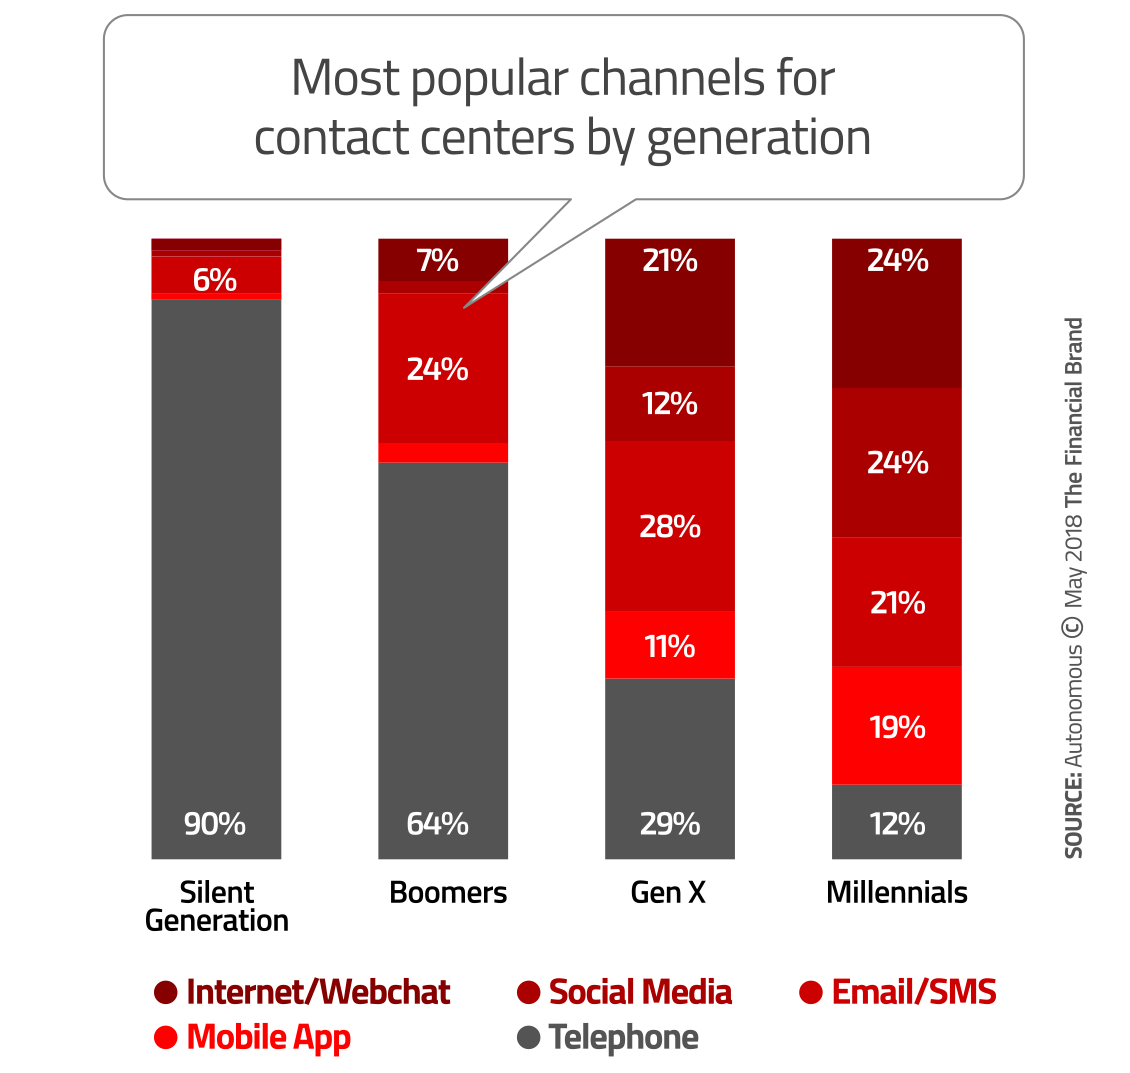 Most popular channels for
contact centers by generation
6%
90%
7%
24%
64%
21%
12%
28%
11%
29%
24%
24%
21%
19%
12%
Silent
Generation
Boomers
Gen X
Millennials
Internet/Webchat
Social Media
Email/SMS
Mobile App
Telephone
SOURCE: Autonomous © May 2018 The Financial Brand